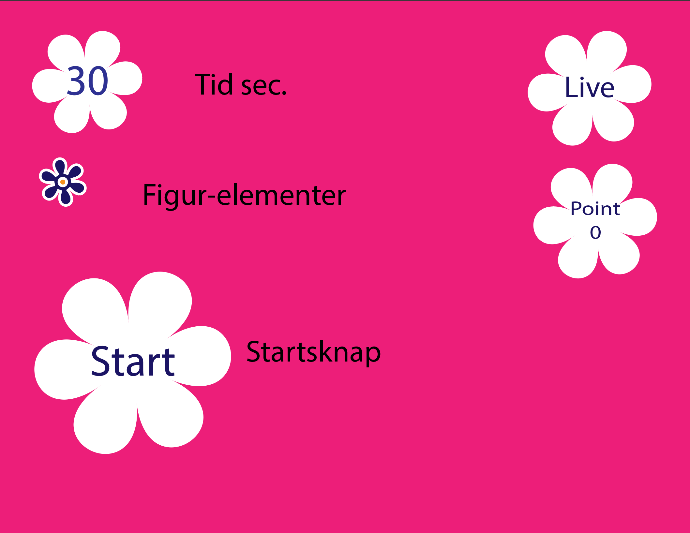 30
Tid sec.
Live
Figur-elementer
Point
0
Start
Startsknap